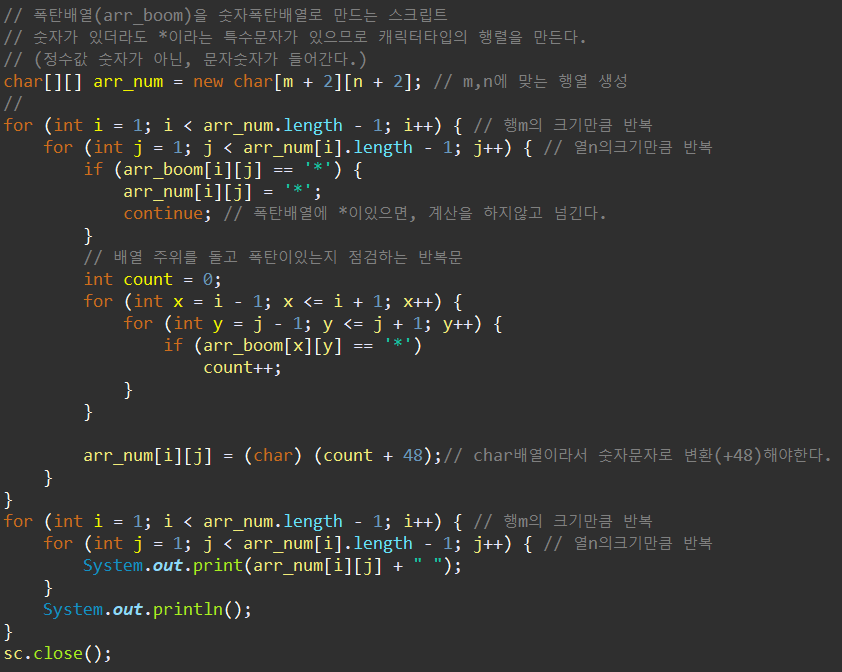 // 폭탄배열(arr_boom)을 숫자폭탄배열로 만드는 스크립트
// 숫자가 있더라도 *이라는 특수문자가 있으므로 캐릭터타입의 행렬을 만든다.
// (정수값 숫자가 아닌, 문자숫자가 들어간다.)
char[][] arr_num = new char[m + 2][n + 2]; // m,n에 맞는 행열 생성
//
for (int i = 1; i < arr_num.length - 1; i++) { // 행m의 크기만큼 반복
    for (int j = 1; j < arr_num[i].length - 1; j++) { // 열n의크기만큼 반복
        if (arr_boom[i][j] == '*') {
            arr_num[i][j] = '*';
            continue; // 폭탄배열에 *이있으면, 계산을 하지않고 넘긴다.
        }
        // 배열 주위를 돌고 폭탄이있는지 점검하는 반복문
        int count = 0;
        for (int x = i - 1; x <= i + 1; x++) {
            for (int y = j - 1; y <= j + 1; y++) {
                if (arr_boom[x][y] == '*')
                    count++;
            }
        }

        arr_num[i][j] = (char) (count + 48);// char배열이라서 숫자문자로 변환(+48)해야한다.
    }
}
for (int i = 1; i < arr_num.length - 1; i++) { // 행m의 크기만큼 반복
    for (int j = 1; j < arr_num[i].length - 1; j++) { // 열n의크기만큼 반복
        System.out.print(arr_num[i][j] + " ");
    }
    System.out.println();
}
sc.close();